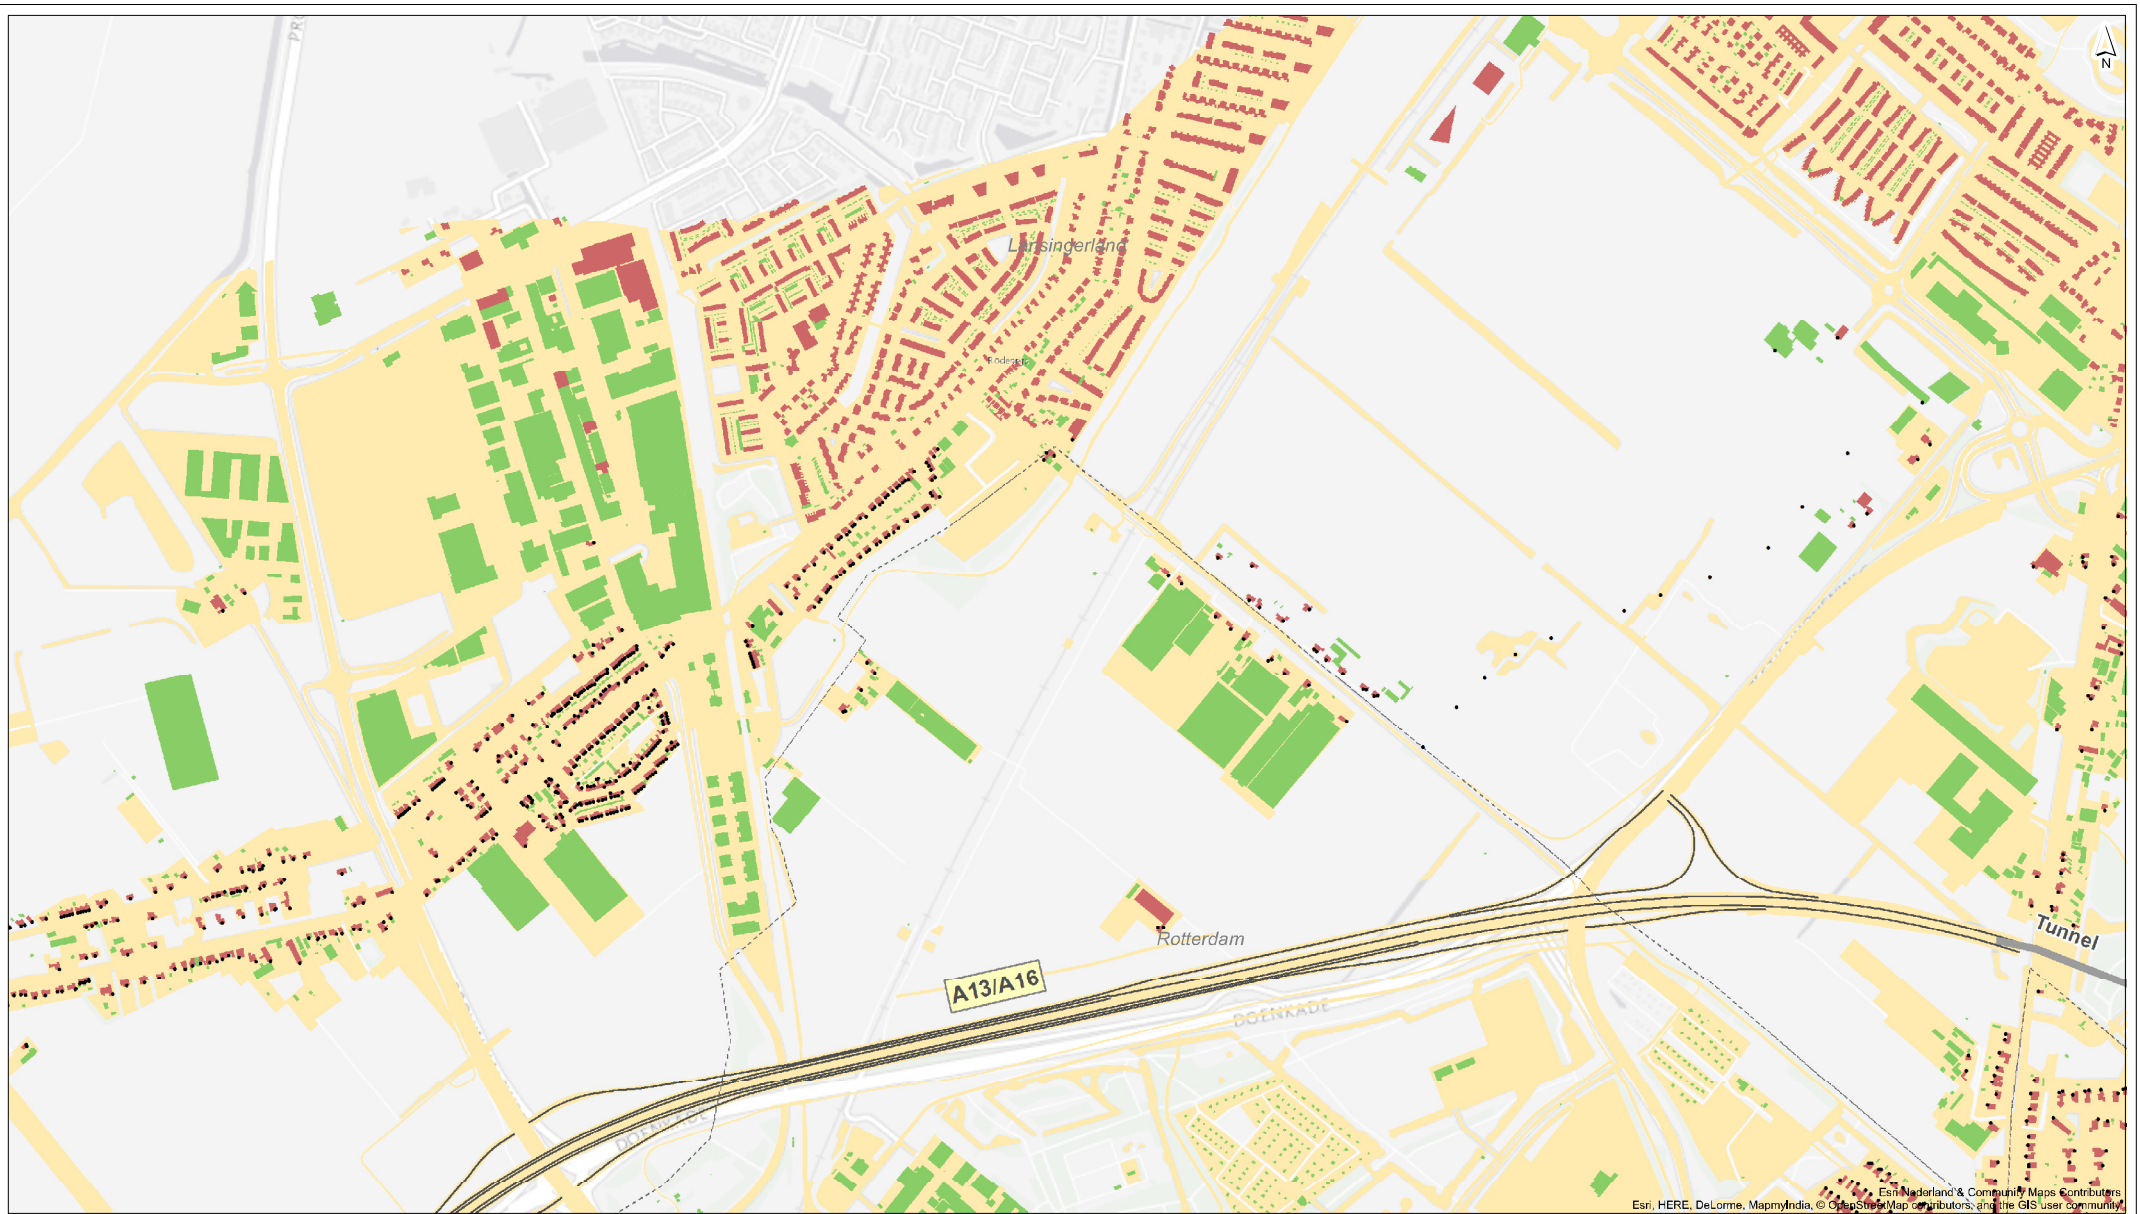 PRO
N
Lansingerland
Rodenrijs
Tunnel
Rotterdam
A13/A16
DOENKADE
DOENKADE
Esri Nederland & Community Maps Contributors
Esri, HERE, DeLorme, MapmyIndia, © OpenStreetMap contributors, and the GIS user community